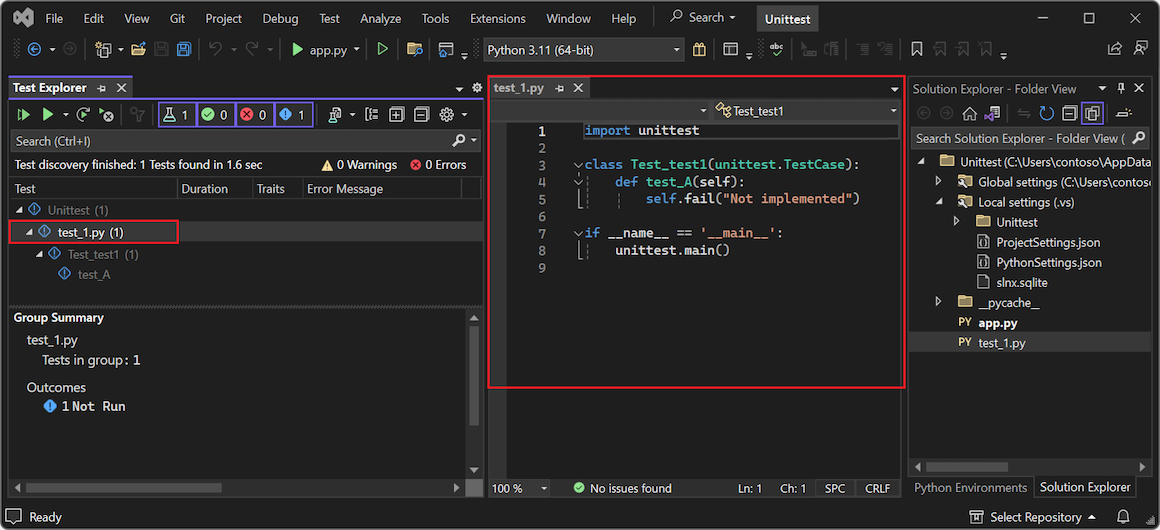 File Edit View Git Project Debug Test Analyze Tools Extensions Window Help Search Unittest
app.py Python 3.11 (64-bit) abc
Test Explorer
1 0 0 1
Search (Ctrl+I)
Test discovery finished: 1 Tests found in 1.6 sec 0 Warnings 0 Errors
Test Duration Traits Error Message
Unittest (1)
test_1.py (1)
Test_test1 (1)
test_A
Group Summary
test_1.py
Tests in group: 1
Outcomes
1 Not Run
test_1.py
Test_test1
1 import unittest
2
3 class Test_test1(unittest.TestCase):
4 def test_A(self):
5 self.fail("Not implemented")
6
7 if __name__ == '__main__':
8 unittest.main()
9
100 % No issues found Ln: 1 Ch: 1 SPC CRLF
Solution Explorer - Folder View
Search Solution Explorer - Folder View (
Unittest (C:\Users\contoso\AppData
Global settings (C:\Users\contoso
Local settings (.vs)
Unittest
ProjectSettings.json
PythonSettings.json
slnx.sqlite
__pycache_
PY app.py
PY test_1.py
Python Environments Solution Explorer
Ready Select Repository